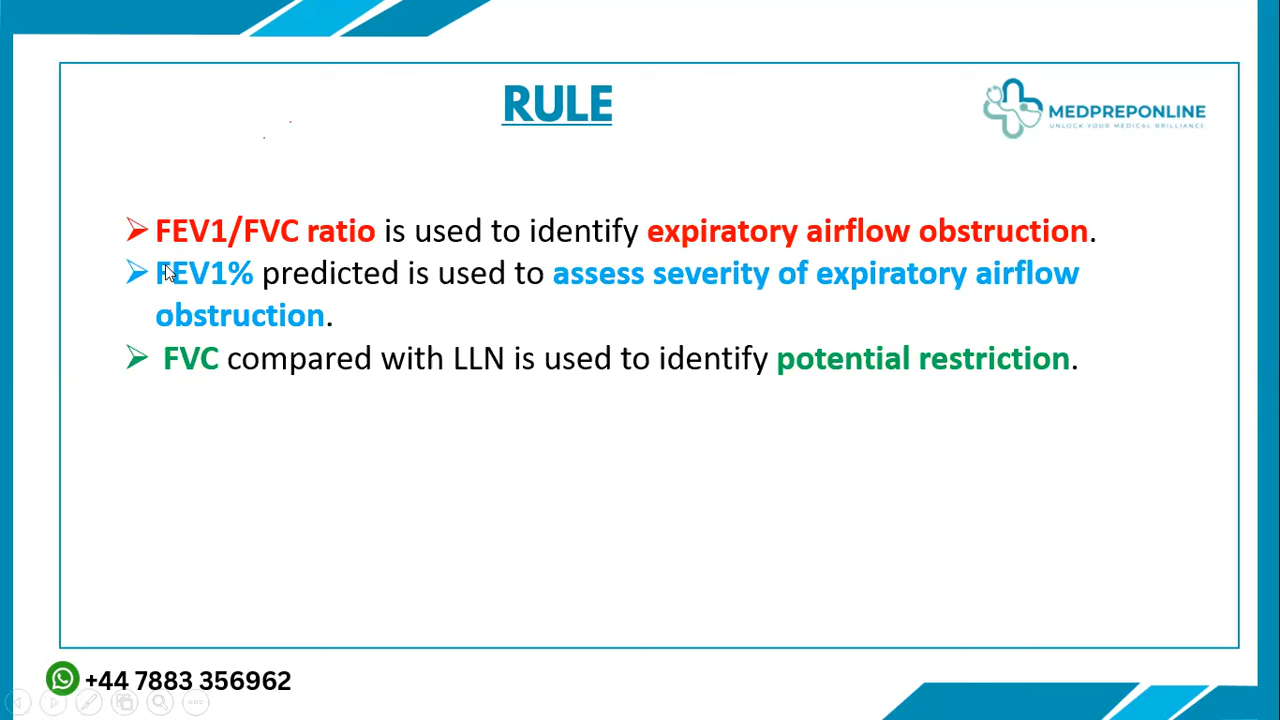 RULE
MEDPREPONLINE
UNLOCK YOUR MEDICAL BRILLIANCE
FEV1/FVC ratio is used to identify expiratory airflow obstruction.
FEV1% predicted is used to assess severity of expiratory airflow
obstruction.
FVC compared with LLN is used to identify potential restriction.
+44 7883 356962